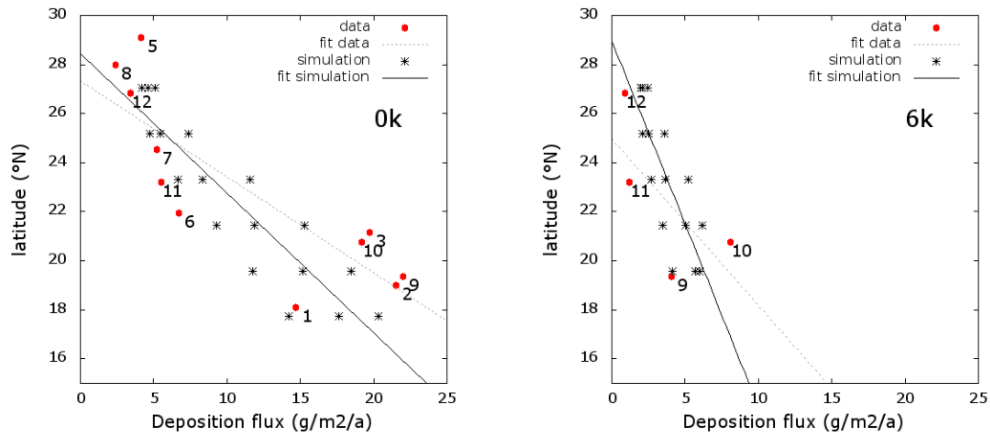 30
28
26
24
22
20
18
16
latitude (°N)
0 5 10 15 20 25
Deposition flux (g/m2/a)
data
fit data
simulation
fit simulation
0k
5
8
12
7
11
6
3
10
9
2
1
30
28
26
24
22
20
18
16
latitude (°N)
0 5 10 15 20 25
Deposition flux (g/m2/a)
data
fit data
simulation
fit simulation
6k
12
11
10
9